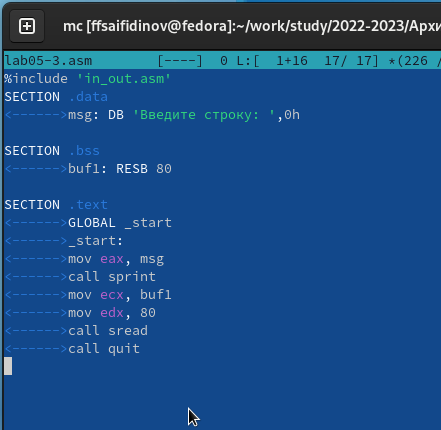 mc [ffsaifidinov@fedora]:~/work/study/2022-2023/Архи
lab05-3.asm [----] 0 L:[ 1+16 17/ 17] *(226 /
%include 'in_out.asm'
SECTION .data
<------>msg: DB 'Введите строку: ',0h
SECTION .bss
<------>buf1: RESB 80
SECTION .text
<------>GLOBAL _start
<------>_start:
<------>mov eax, msg
<------>call sprint
<------>mov ecx, buf1
<------>mov edx, 80
<------>call sread
<------>call quit